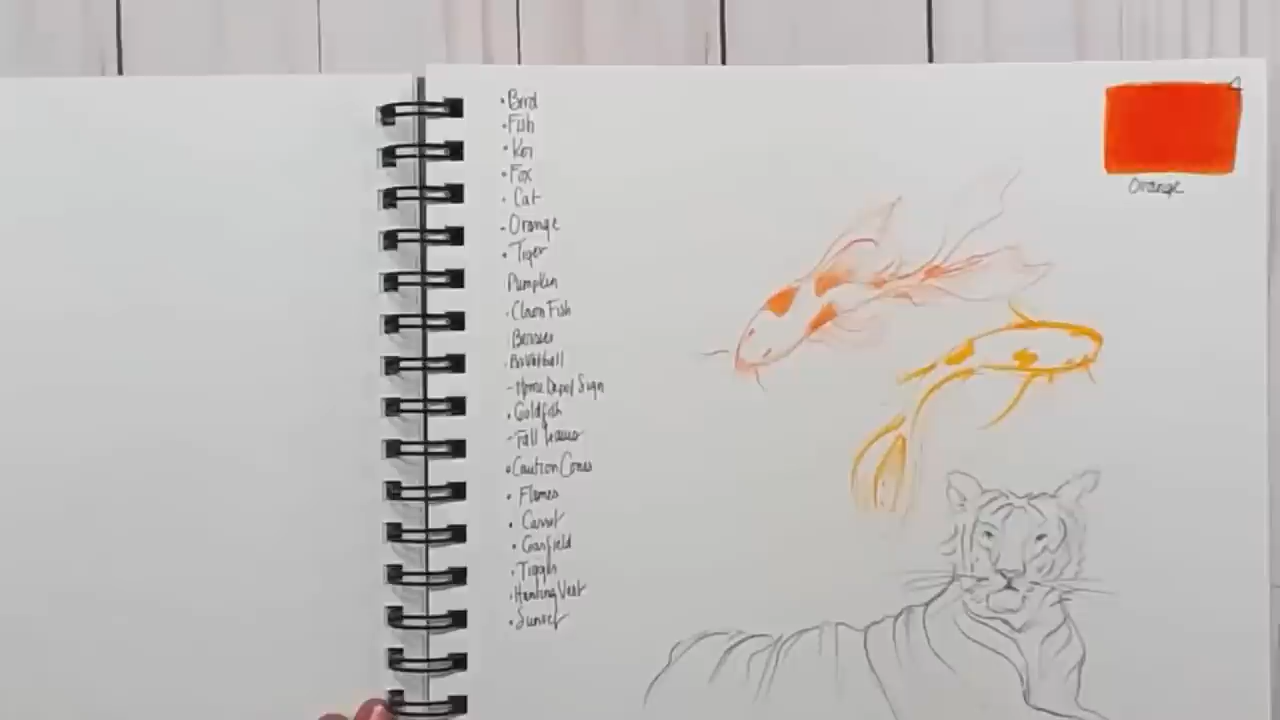 • Bird
• Fish
• Koi
• Fox
• Cat
- Orange
• Tiger
Pumpkin
• Clown Fish
• Basketball
- Home Depot Sign
• Goldfish
- Fall Leaves
• Caution Cones
• Flames
• Carrot
• Garfield
• Tigger
• Hunting Vest
• Sunset
Orange